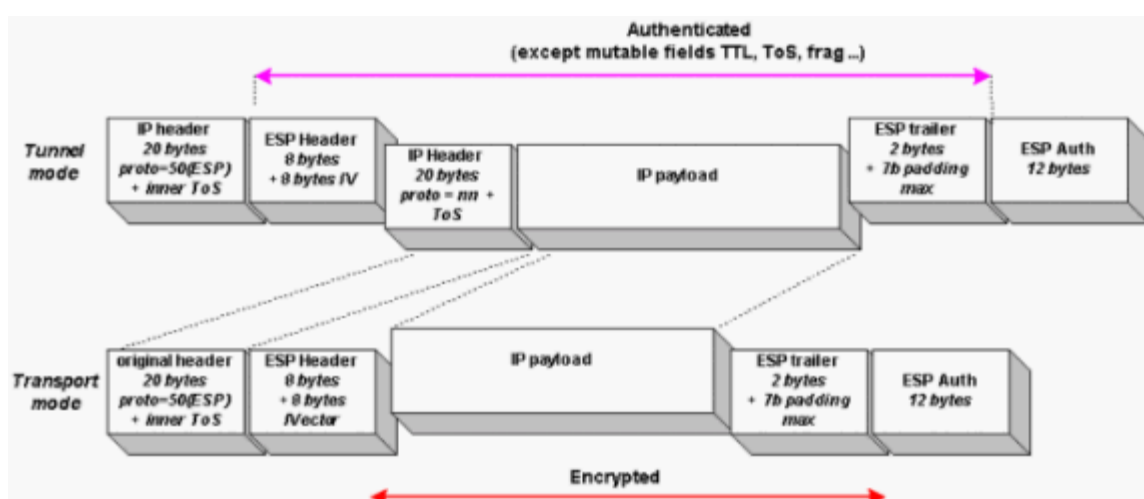 Authenticated
(except mutable fields TTL, ToS, frag ...)
Tunnel
mode
IP header
20 bytes
proto=50(ESP)
+ inner ToS
ESP Header
8 bytes
+ 8 bytes IV
IP Header
20 bytes
proto = nn +
ToS
IP payload
ESP trailer
2 bytes
+ 7b padding
max
ESP Auth
12 bytes
Transport
mode
original header
20 bytes
proto=50(ESP)
+ inner ToS
ESP Header
8 bytes
+ 8 bytes
IVector
IP payload
ESP trailer
2 bytes
+ 7b padding
max
ESP Auth
12 bytes
Encrypted